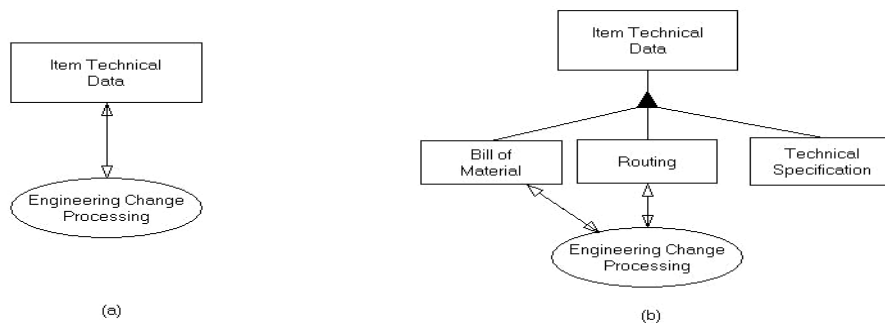 Item Technical
Data
Engineering Change
Processing
(a)
Item Technical
Data
Bill of
Material
Routing
Technical
Specification
Engineering Change
Processing
(b)